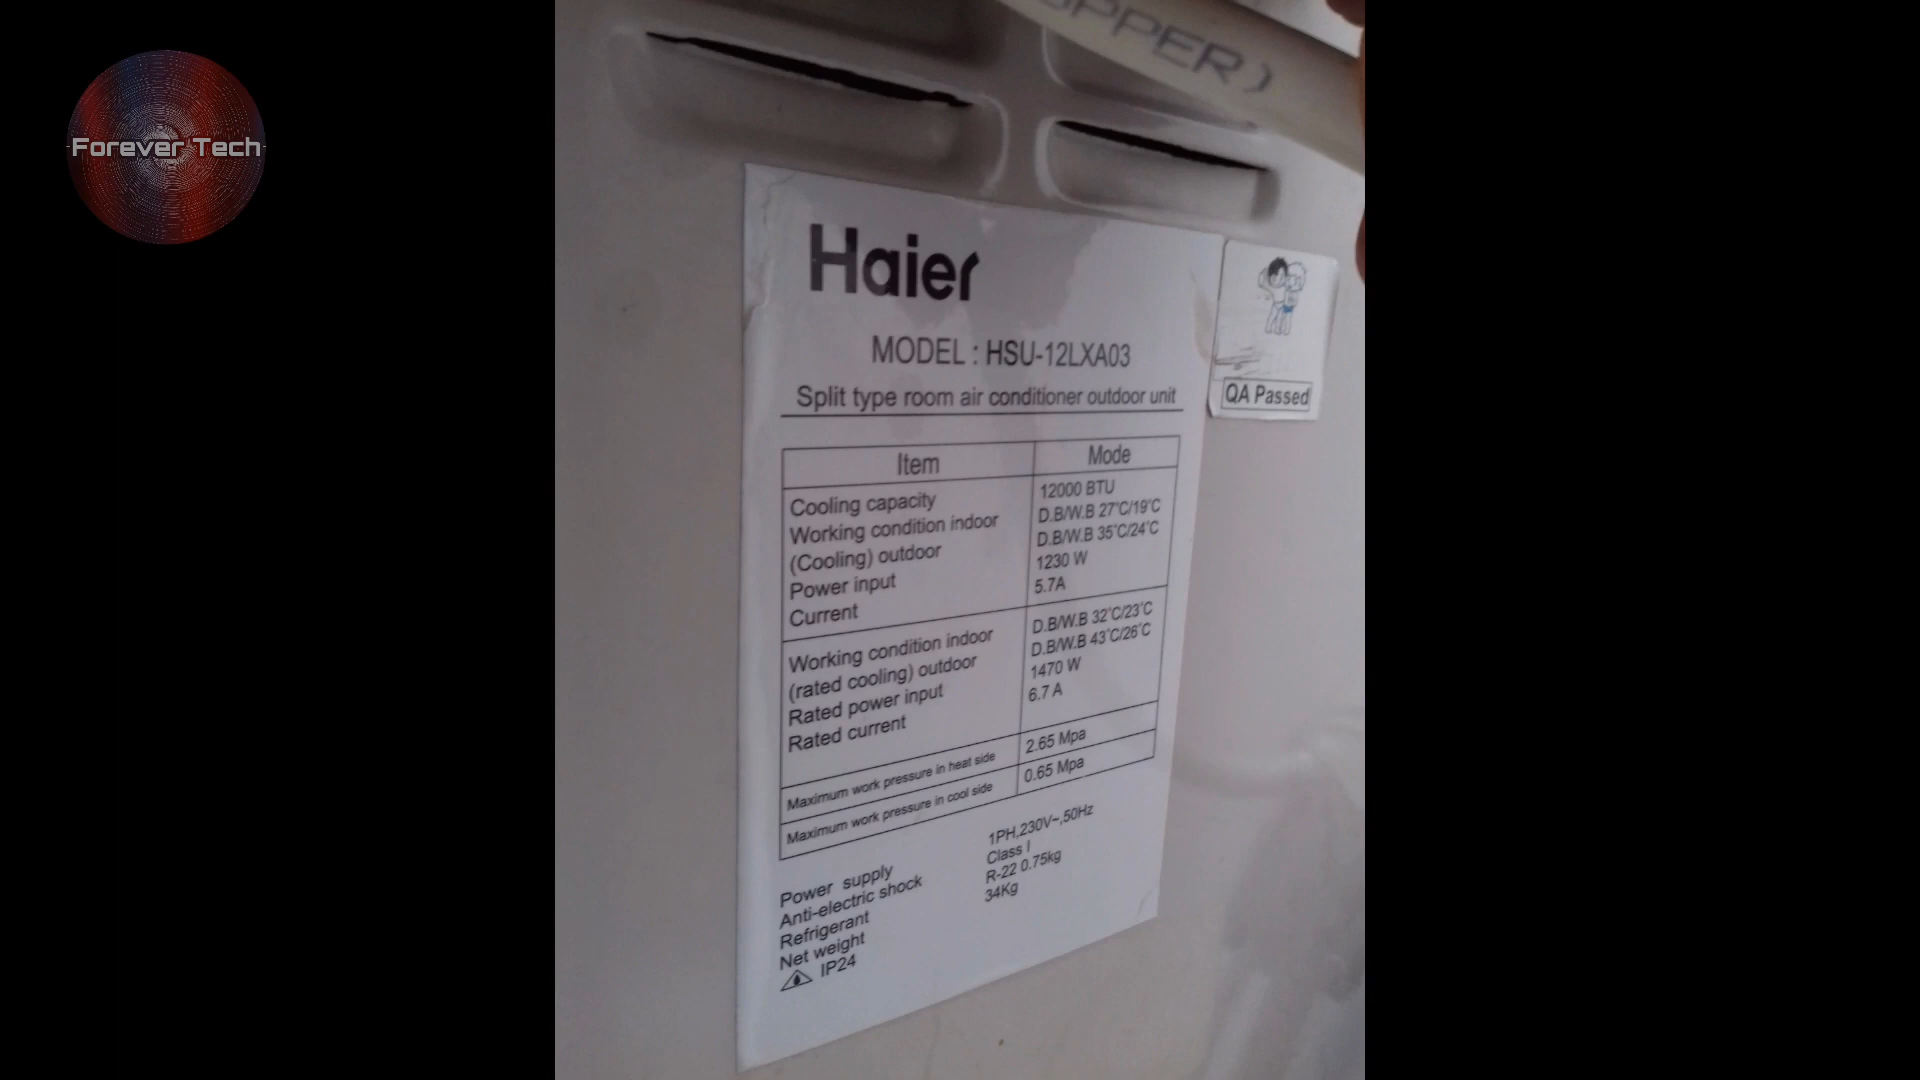 Forever Tech
PPER)
Haier
MODEL : HSU-12LXA03
Split type room air conditioner outdoor unit
QA Passed
Item Mode
Cooling capacity 12000 BTU
Working condition indoor D.B/W.B 27°C/19°C
(Cooling) outdoor D.B/W.B 35°C/24°C
Power input 1230 W
Current 5.7A
Working condition indoor D.B/W.B 32°C/23°C
(rated cooling) outdoor D.B/W.B 43°C/26°C
Rated power input 1470 W
Rated current 6.7 A
Maximum work pressure in heat side 2.65 Mpa
Maximum work pressure in cool side 0.65 Mpa
Power supply 1PH,230V~,50Hz
Anti-electric shock Class I
Refrigerant R-22 0.75kg
Net weight 34Kg
IP24